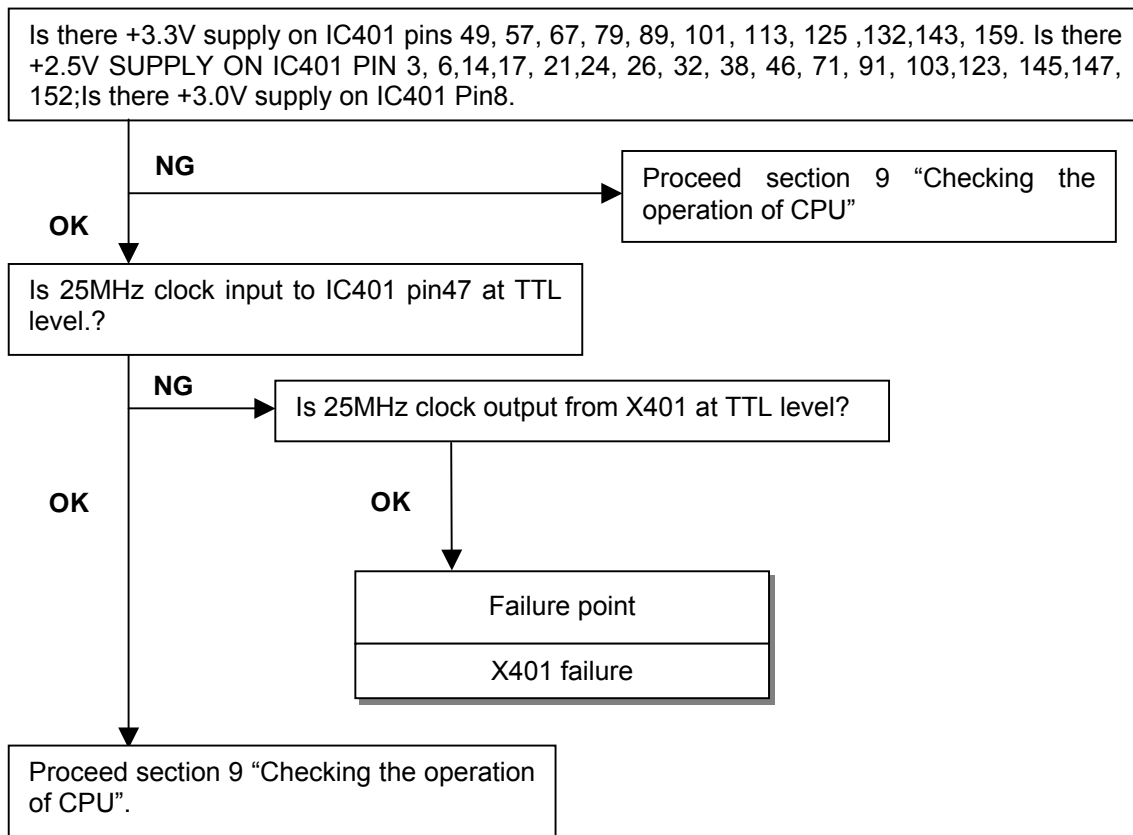 Is there +3.3V supply on IC401 pins 49, 57, 67, 79, 89, 101, 113, 125 ,132,143, 159. Is there
+2.5V SUPPLY ON IC401 PIN 3, 6,14,17, 21,24, 26, 32, 38, 46, 71, 91, 103,123, 145,147,
152;Is there +3.0V supply on IC401 Pin8.
NG
Proceed section 9 “Checking the
operation of CPU”
OK
Is 25MHz clock input to IC401 pin47 at TTL
level.?
NG
Is 25MHz clock output from X401 at TTL level?
OK
OK
Failure point
X401 failure
Proceed section 9 “Checking the operation
of CPU”.